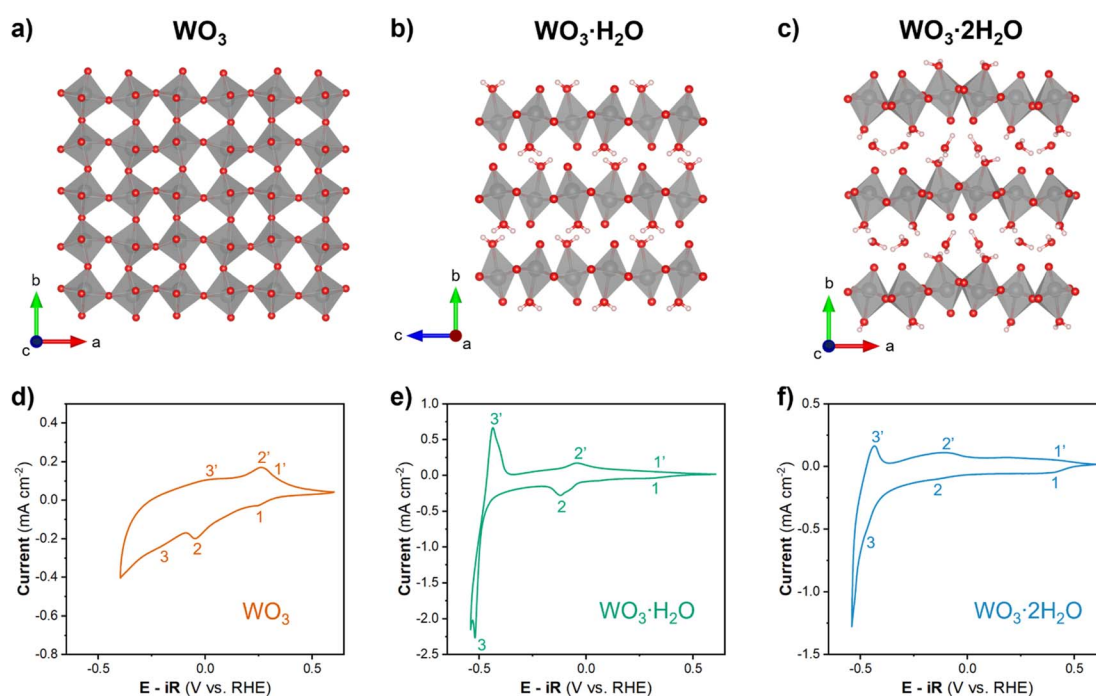 a) WO₃
b) WO₃·H₂O
c) WO₃·2H₂O
b
c
a
b
c
a
b
c
a
d)
0.4
0.2
0.0
-0.2
-0.4
-0.6
-0.8
Current (mA cm⁻²)
3'
2'
1'
1
2
3
WO₃
-0.5
0.0
0.5
E - iR (V vs. RHE)
e)
1.0
0.5
0.0
-0.5
-1.0
-1.5
-2.0
-2.5
Current (mA cm⁻²)
3'
2'
1'
1
2
3
WO₃·H₂O
-0.5
0.0
0.5
E - iR (V vs. RHE)
f)
0.5
0.0
-0.5
-1.0
-1.5
Current (mA cm⁻²)
3'
2'
1'
1
2
3
WO₃·2H₂O
-0.5
0.0
0.5
E - iR (V vs. RHE)